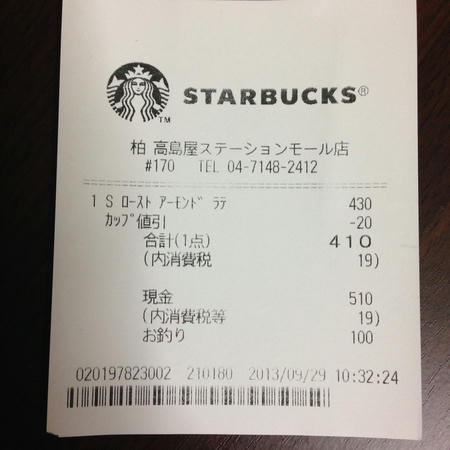 STARBUCKS®
TM
柏 高島屋ステーションモール店
#170 TEL 04-7148-2412
1 S ﾛｰｽﾄ ｱｰﾓﾝﾄﾞ ﾗﾃ 430
ｶｯﾌﾟ値引 -20
合計(1点) 410
(内消費税 19)
現金 510
(内消費税等 19)
お釣り 100
020197823002 210180 2013/09/29 10:32:24